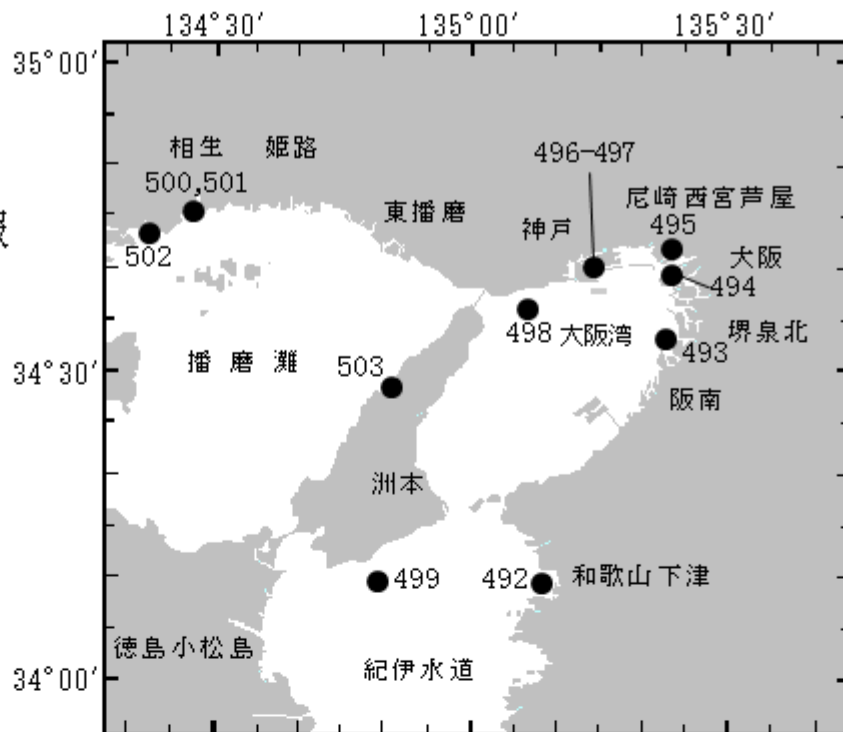 134°30′ 135°00′ 135°30′
35°00′
相生 姫路
500,501
502
東播磨
496-497
神戸
尼崎西宮芦屋
495
大阪
494
498 大阪湾
堺泉北
493
34°30′
播磨灘
503
阪南
洲本
499
492 和歌山下津
徳島小松島
紀伊水道
34°00′